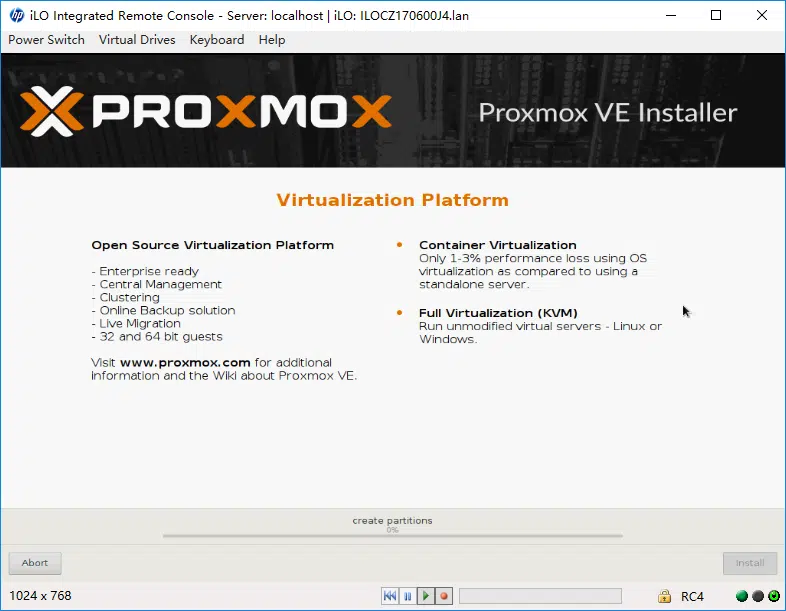 iLO Integrated Remote Console - Server: localhost | iLO: ILOCZ170600J4.lan
Power Switch Virtual Drives Keyboard Help
PROXMOX
Proxmox VE Installer
Virtualization Platform
Open Source Virtualization Platform
- Enterprise ready
- Central Management
- Clustering
- Online Backup solution
- Live Migration
- 32 and 64 bit guests
Visit www.proxmox.com for additional
information and the Wiki about Proxmox VE.
Container Virtualization
Only 1-3% performance loss using OS
virtualization as compared to using a
standalone server.
Full Virtualization (KVM)
Run unmodified virtual servers - Linux or
Windows.
create partitions
0%
Abort
Install
1024 x 768
RC4